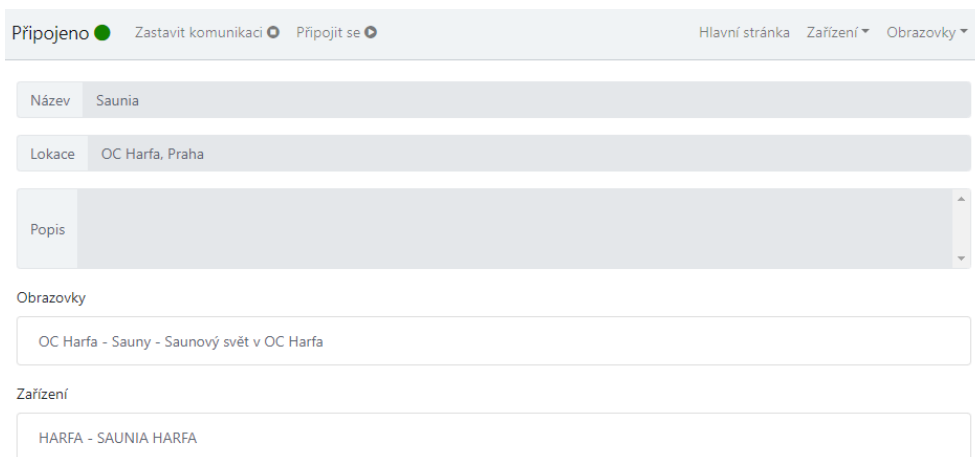 Připojeno Zastavit komunikaci Připojit se Hlavní stránka Zařízení Obrazovky
Název Saunia
Lokace OC Harfa, Praha
Popis
Obrazovky
OC Harfa - Sauny - Saunový svět v OC Harfa
Zařízení
HARFA - SAUNIA HARFA